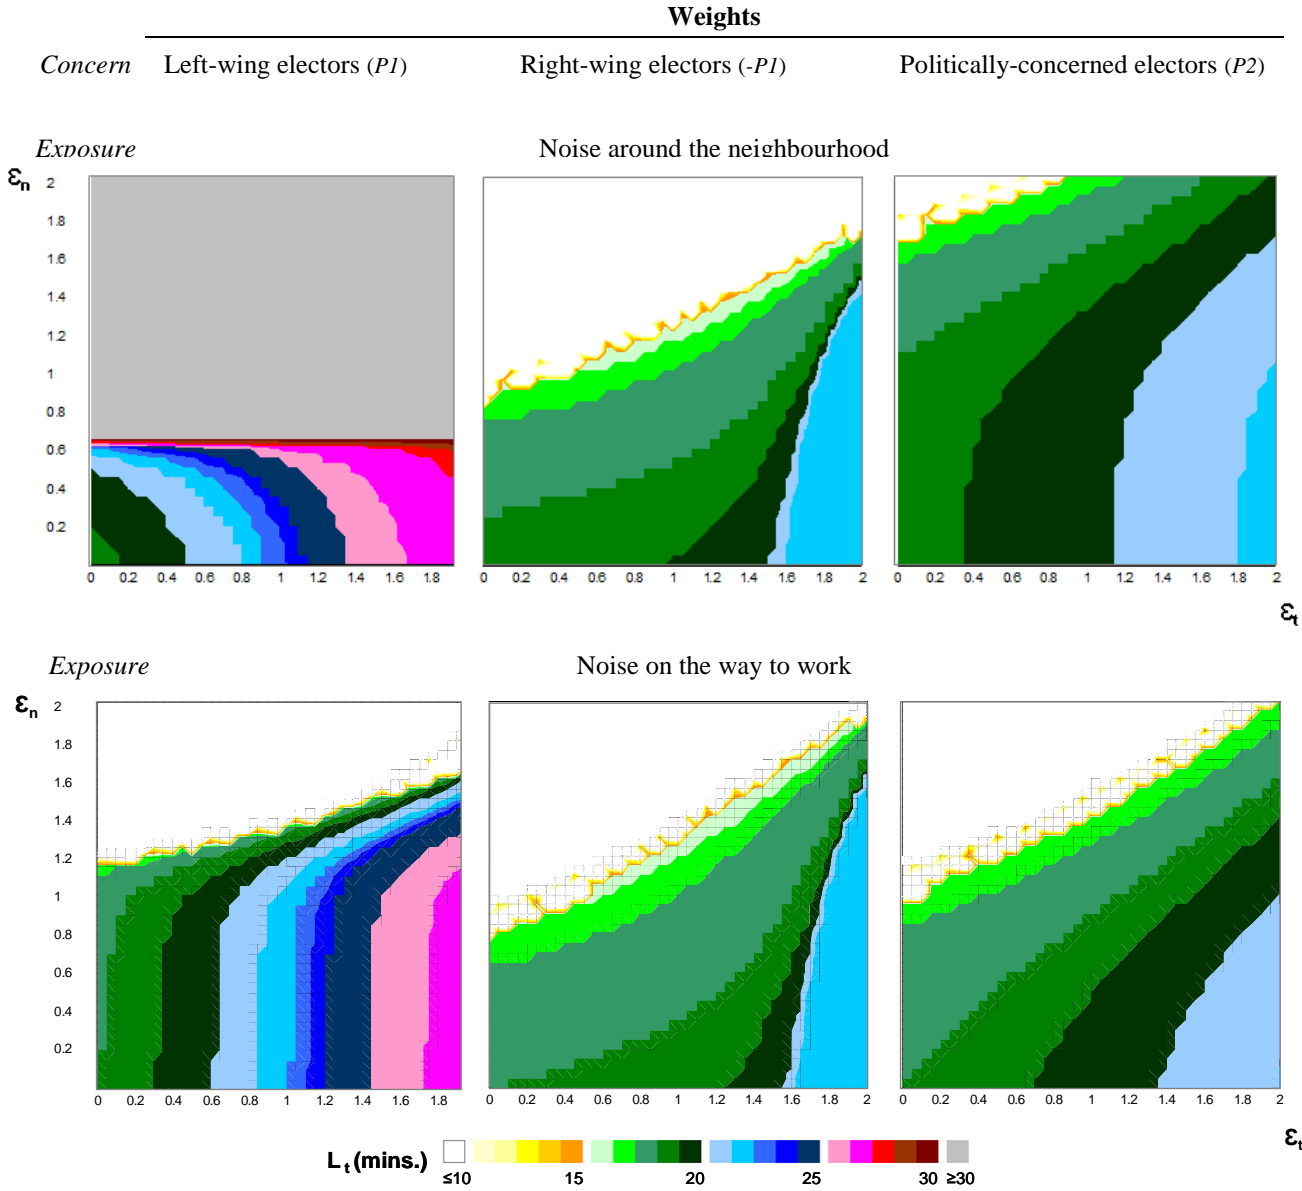 Weights
Concern Left-wing electors (P1) Right-wing electors (-P1) Politically-concerned electors (P2)
Exposure Noise around the neighbourhood
εn
2
1.8
1.6
1.4
1.2
1
0.8
0.6
0.4
0.2
0 0.2 0.4 0.6 0.8 1 1.2 1.4 1.6 1.8
0 0.2 0.4 0.6 0.8 1 1.2 1.4 1.6 1.8 2
0 0.2 0.4 0.6 0.8 1 1.2 1.4 1.6 1.8 2
εt
Exposure Noise on the way to work
εn
2
1.8
1.6
1.4
1.2
1
0.8
0.6
0.4
0.2
0 0.2 0.4 0.6 0.8 1 1.2 1.4 1.6 1.8
0 0.2 0.4 0.6 0.8 1 1.2 1.4 1.6 1.8 2
0 0.2 0.4 0.6 0.8 1 1.2 1.4 1.6 1.8 2
εt
L t (mins.)
≤10 15 20 25 30 ≥30